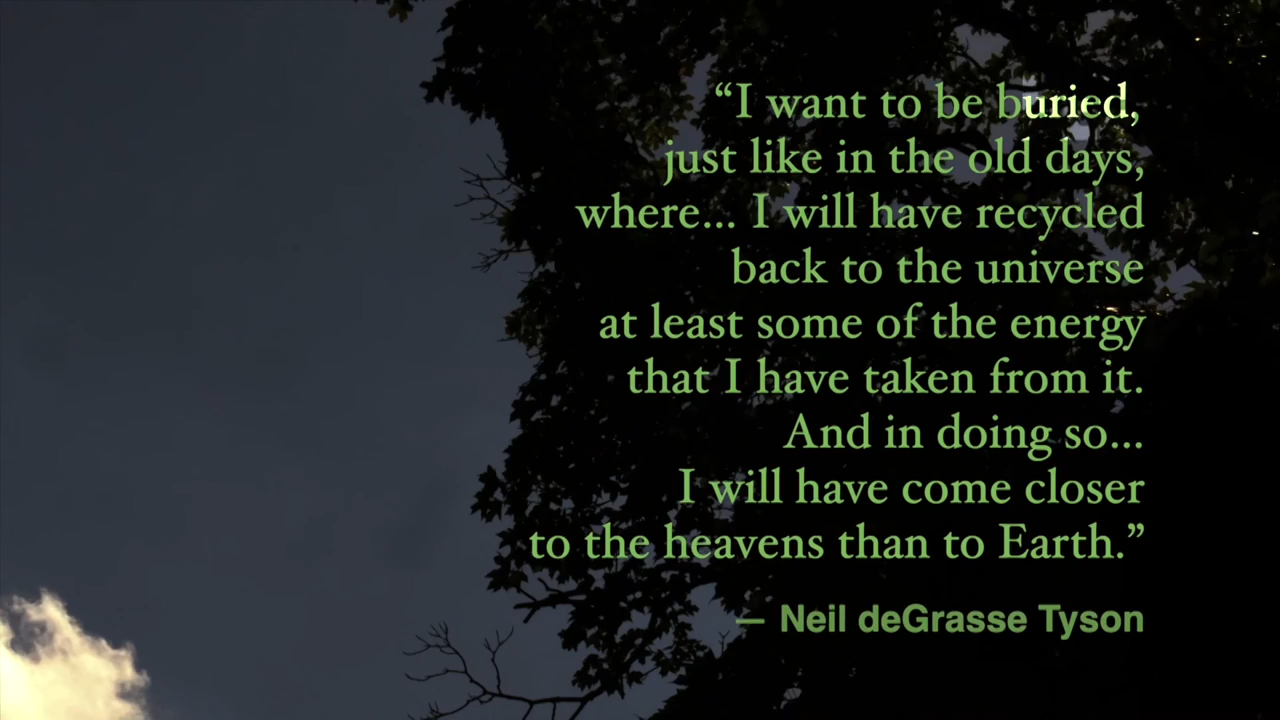 “I want to be buried,
just like in the old days,
where... I will have recycled
back to the universe
at least some of the energy
that I have taken from it.
And in doing so...
I will have come closer
to the heavens than to Earth.”
— Neil deGrasse Tyson